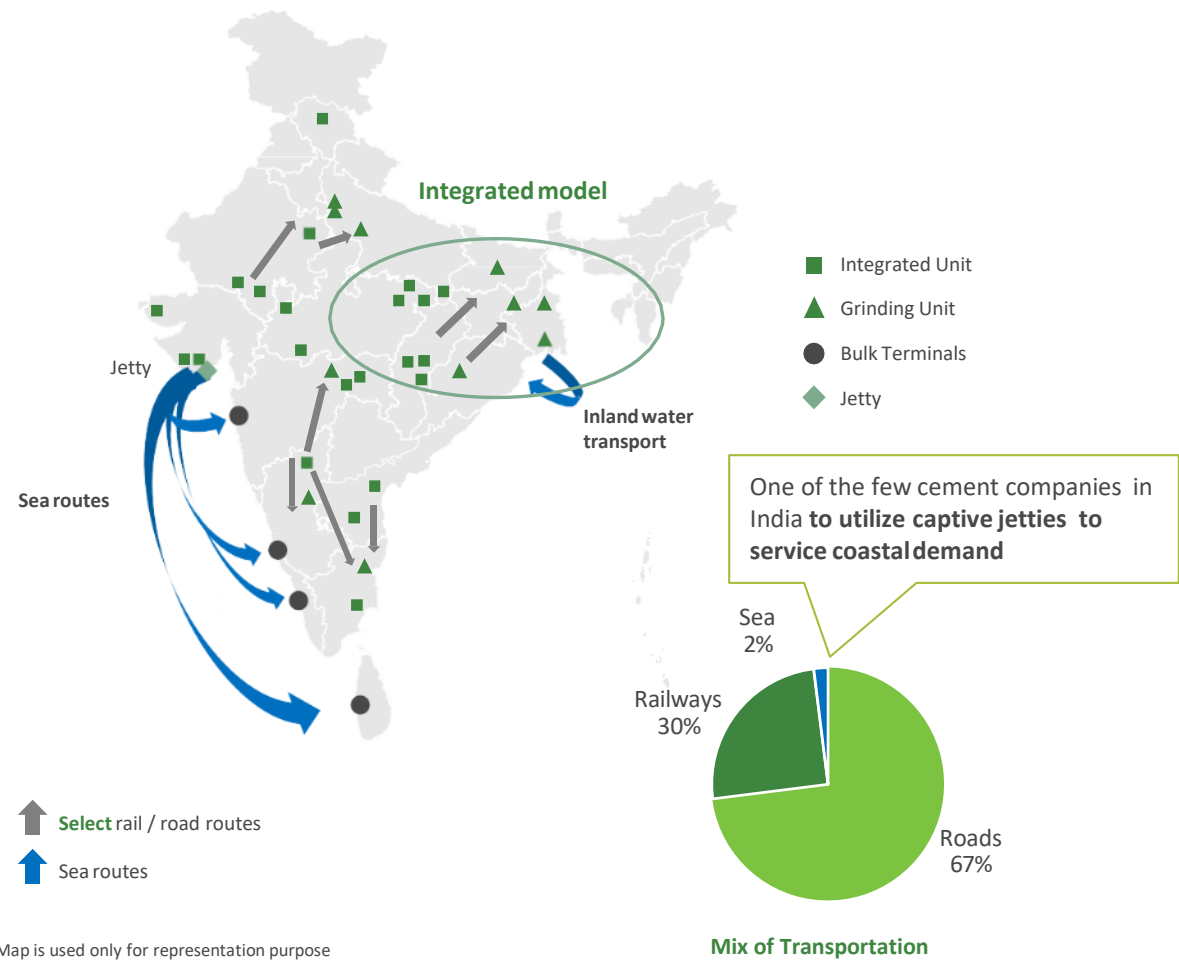 Integrated model
Integrated Unit
Grinding Unit
Bulk Terminals
Jetty
Jetty
Inland water
transport
Sea routes
One of the few cement companies in
India to utilize captive jetties to
service coastal demand
Sea
2%
Railways
30%
Roads
67%
Select rail / road routes
Sea routes
Map is used only for representation purpose
Mix of Transportation